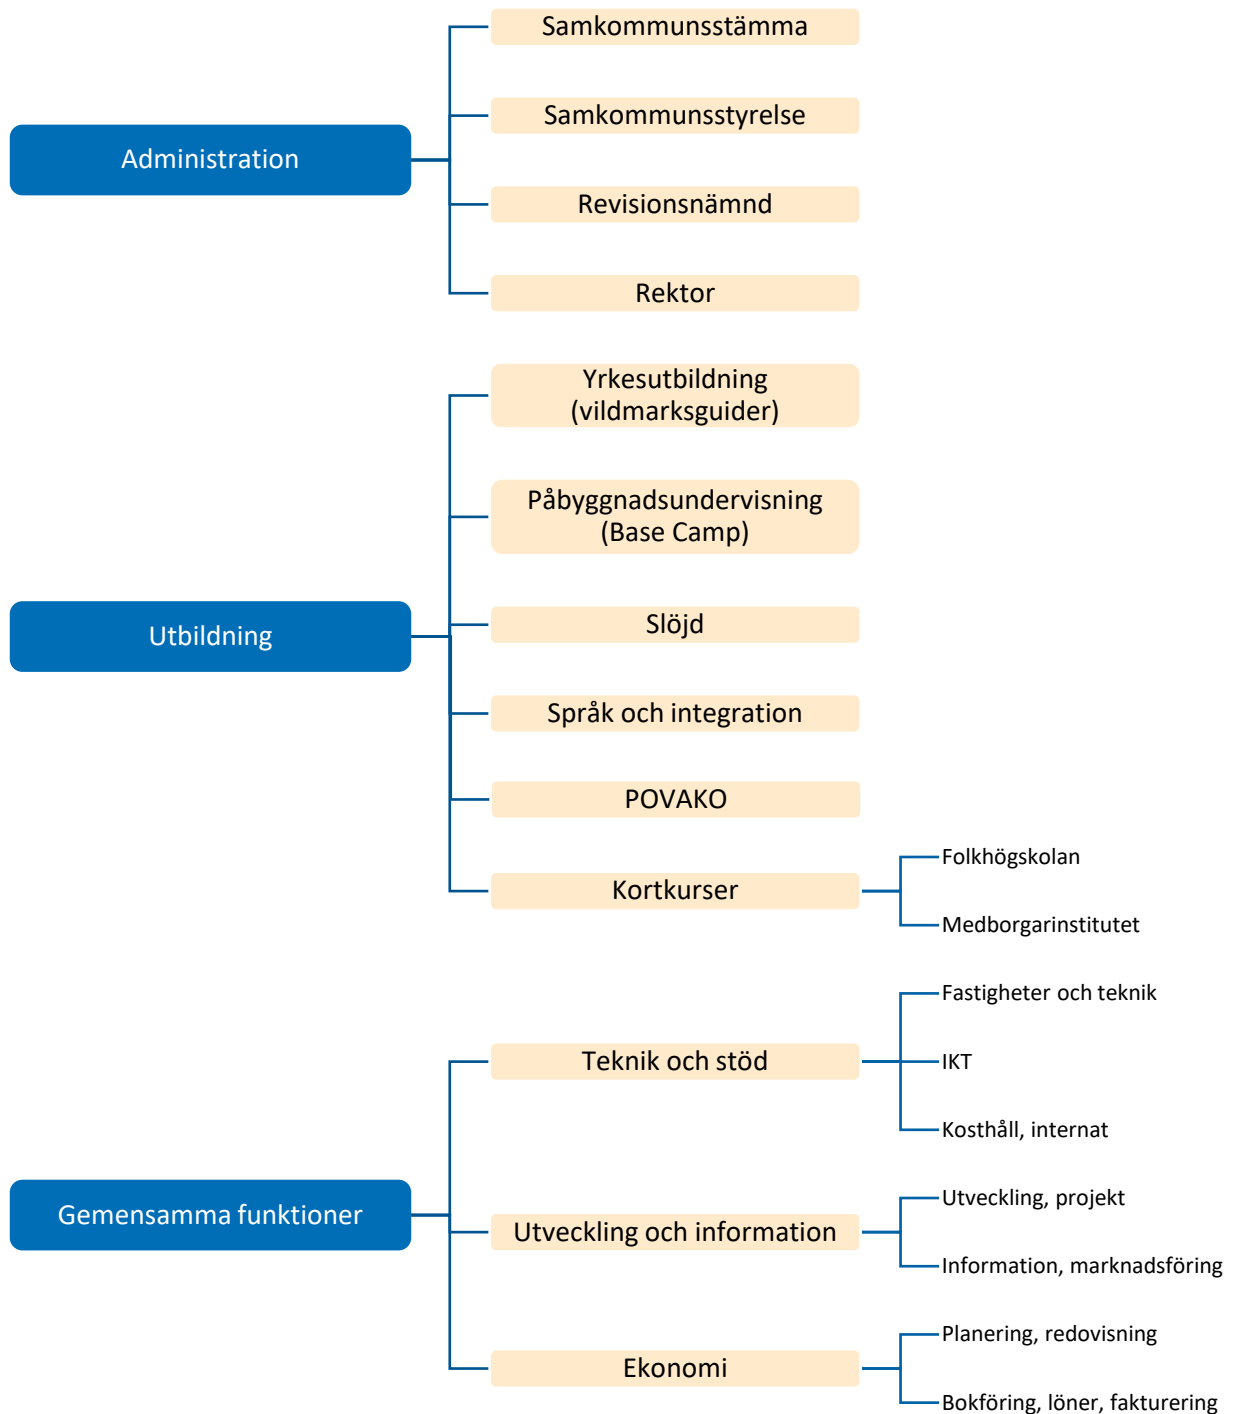 Administration
Samkommunsstämma
Samkommunsstyrelse
Revisionsnämnd
Rektor
Utbildning
Yrkesutbildning
(vildmarksguider)
Påbyggnadsundervisning
(Base Camp)
Slöjd
Språk och integration
POVAKO
Kortkurser
Folkhögskolan
Medborgarinstitutet
Gemensamma funktioner
Teknik och stöd
Fastigheter och teknik
IKT
Kosthåll, internat
Utveckling och information
Utveckling, projekt
Information, marknadsföring
Ekonomi
Planering, redovisning
Bokföring, löner, fakturering